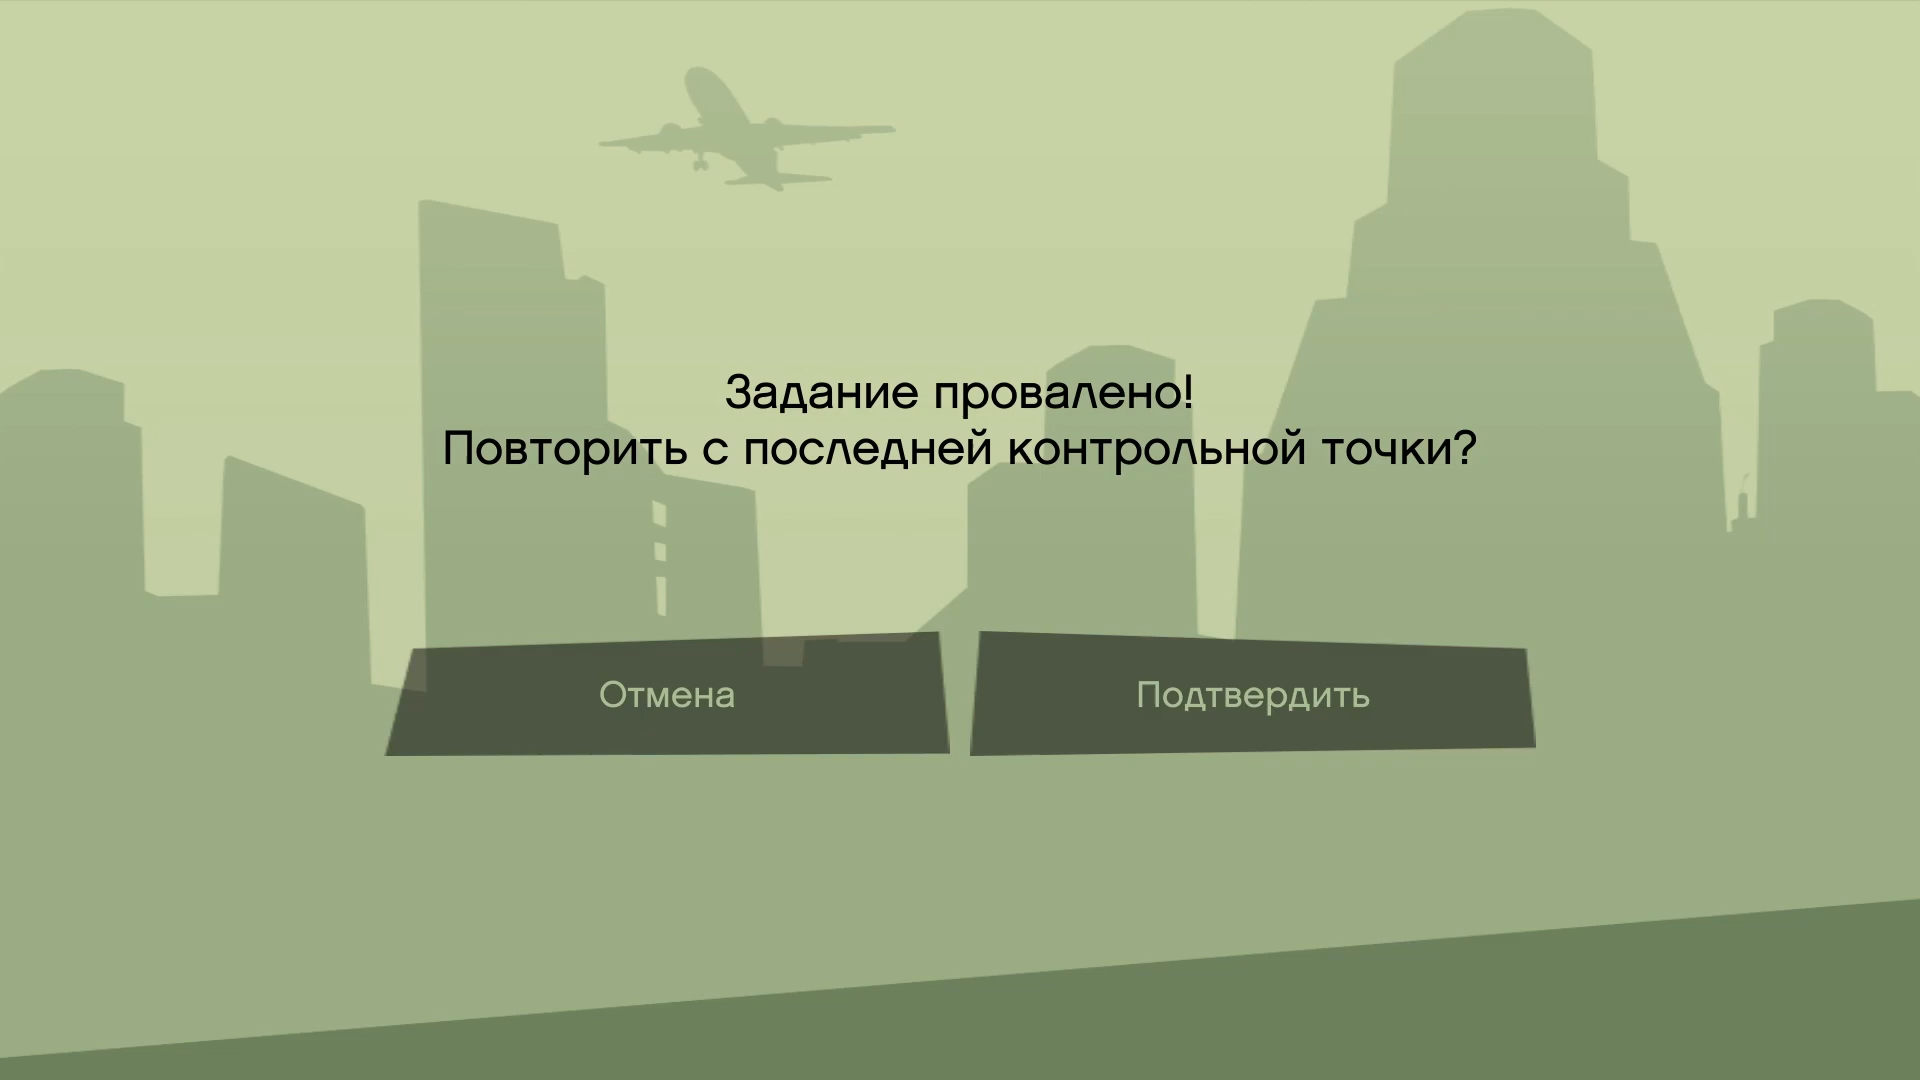 Задание провалено!
Повторить с последней контрольной точки?
Отмена
Подтвердить